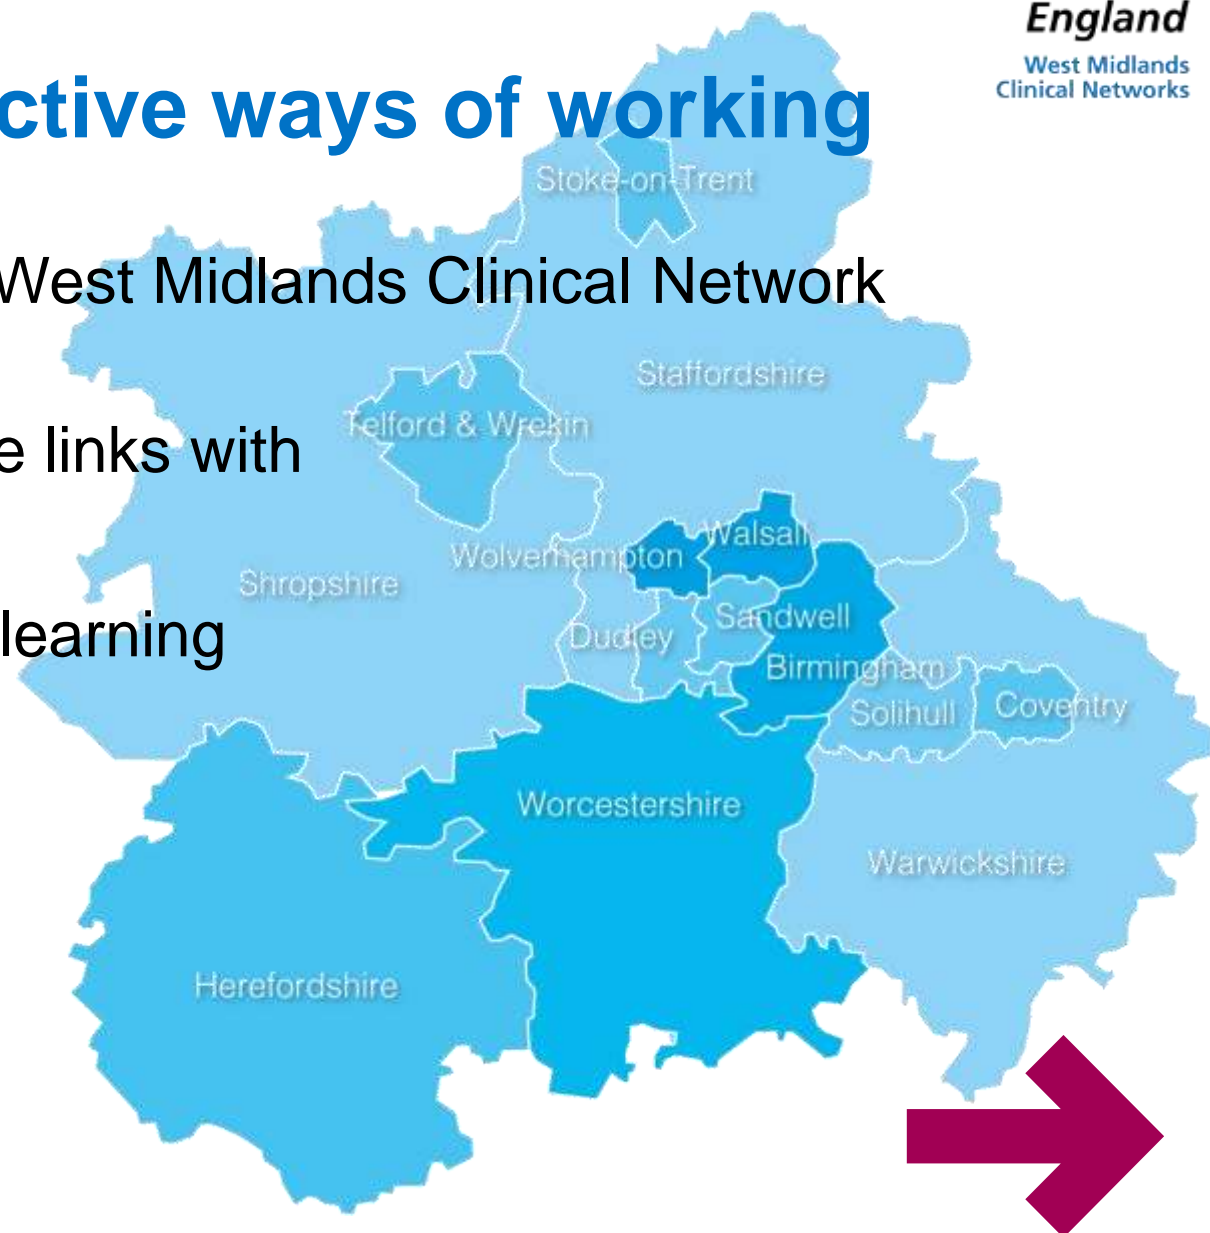 England
West Midlands
Clinical Networks
ctive ways of working
Stoke-on-Trent
West Midlands Clinical Network
Staffordshire
Telford & Wrekin
e links with
Walsall
Wolverhampton
Shropshire
Sandwell
learning
Dudley
Birmingham
Solihull
Coventry
Worcestershire
Warwickshire
Herefordshire